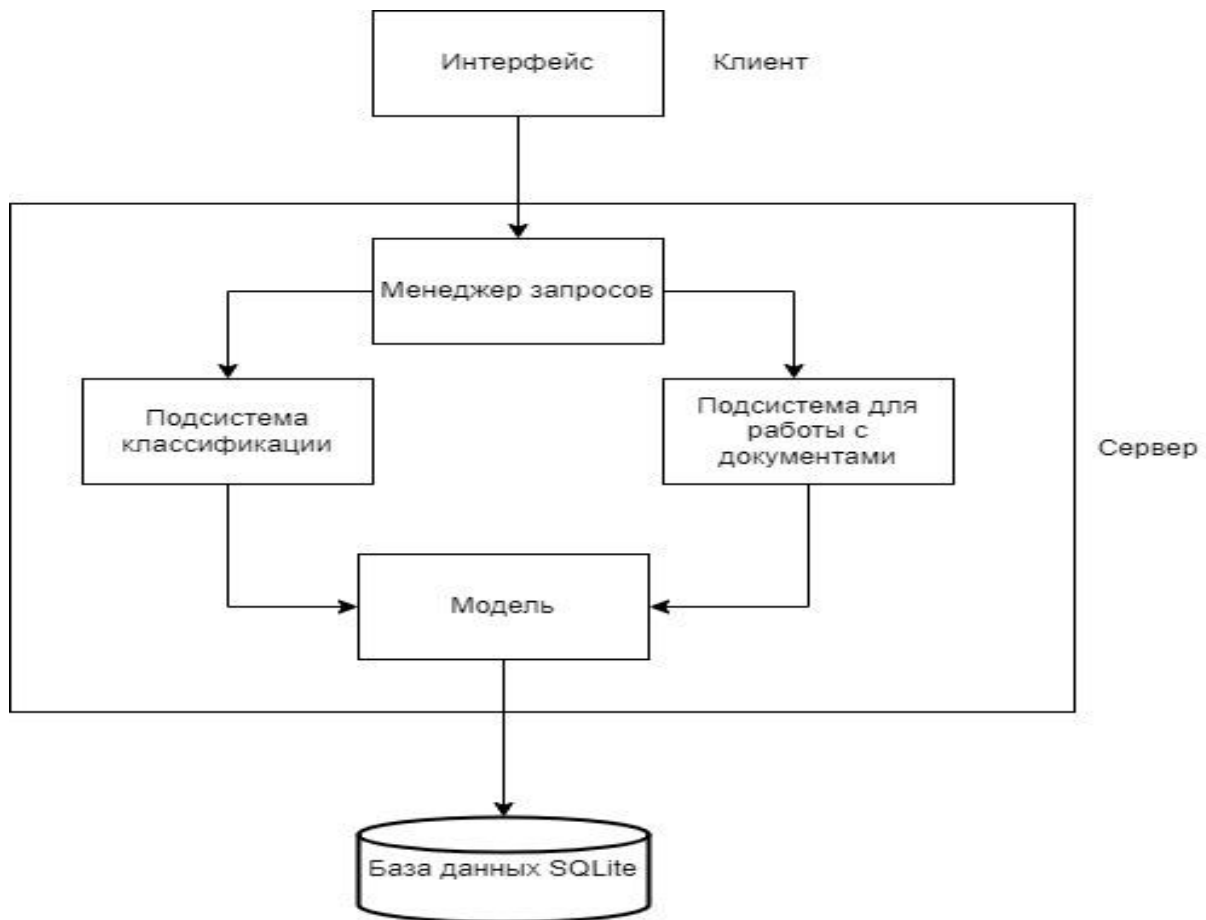 Интерфейс
Клиент
Менеджер запросов
Подсистема
классификации
Подсистема для
работы с
документами
Сервер
Модель
База данных SQLite